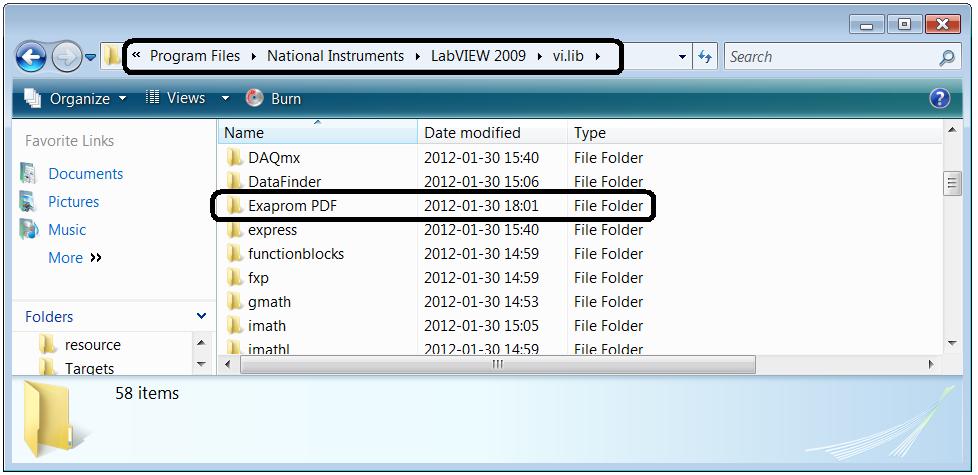 « Program Files National Instruments LabVIEW 2009 vi.lib Search
Organize Views Burn ?
Favorite Links
Documents
Pictures
Music
More »
Folders
resource
Targets
Name Date modified Type
DAQmx 2012-01-30 15:40 File Folder
DataFinder 2012-01-30 15:06 File Folder
Exaprom PDF 2012-01-30 18:01 File Folder
express 2012-01-30 15:40 File Folder
functionblocks 2012-01-30 14:59 File Folder
fxp 2012-01-30 14:59 File Folder
gmath 2012-01-30 14:53 File Folder
imath 2012-01-30 15:05 File Folder
imathl 2012-01-30 14:59 File Folder
58 items